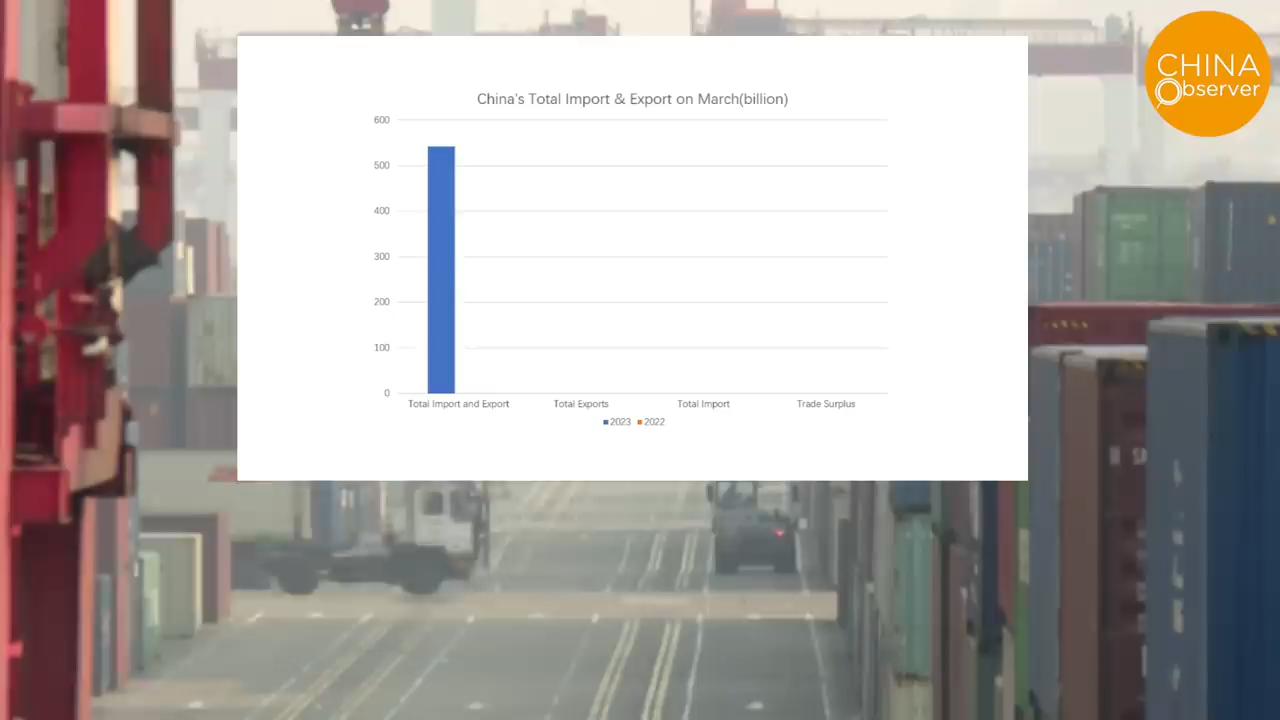 CHINA
Observer
China's Total Import & Export on March(billion)
600
500
400
300
200
100
0
Total Import and Export
Total Exports
Total Import
Trade Surplus
2023
2022